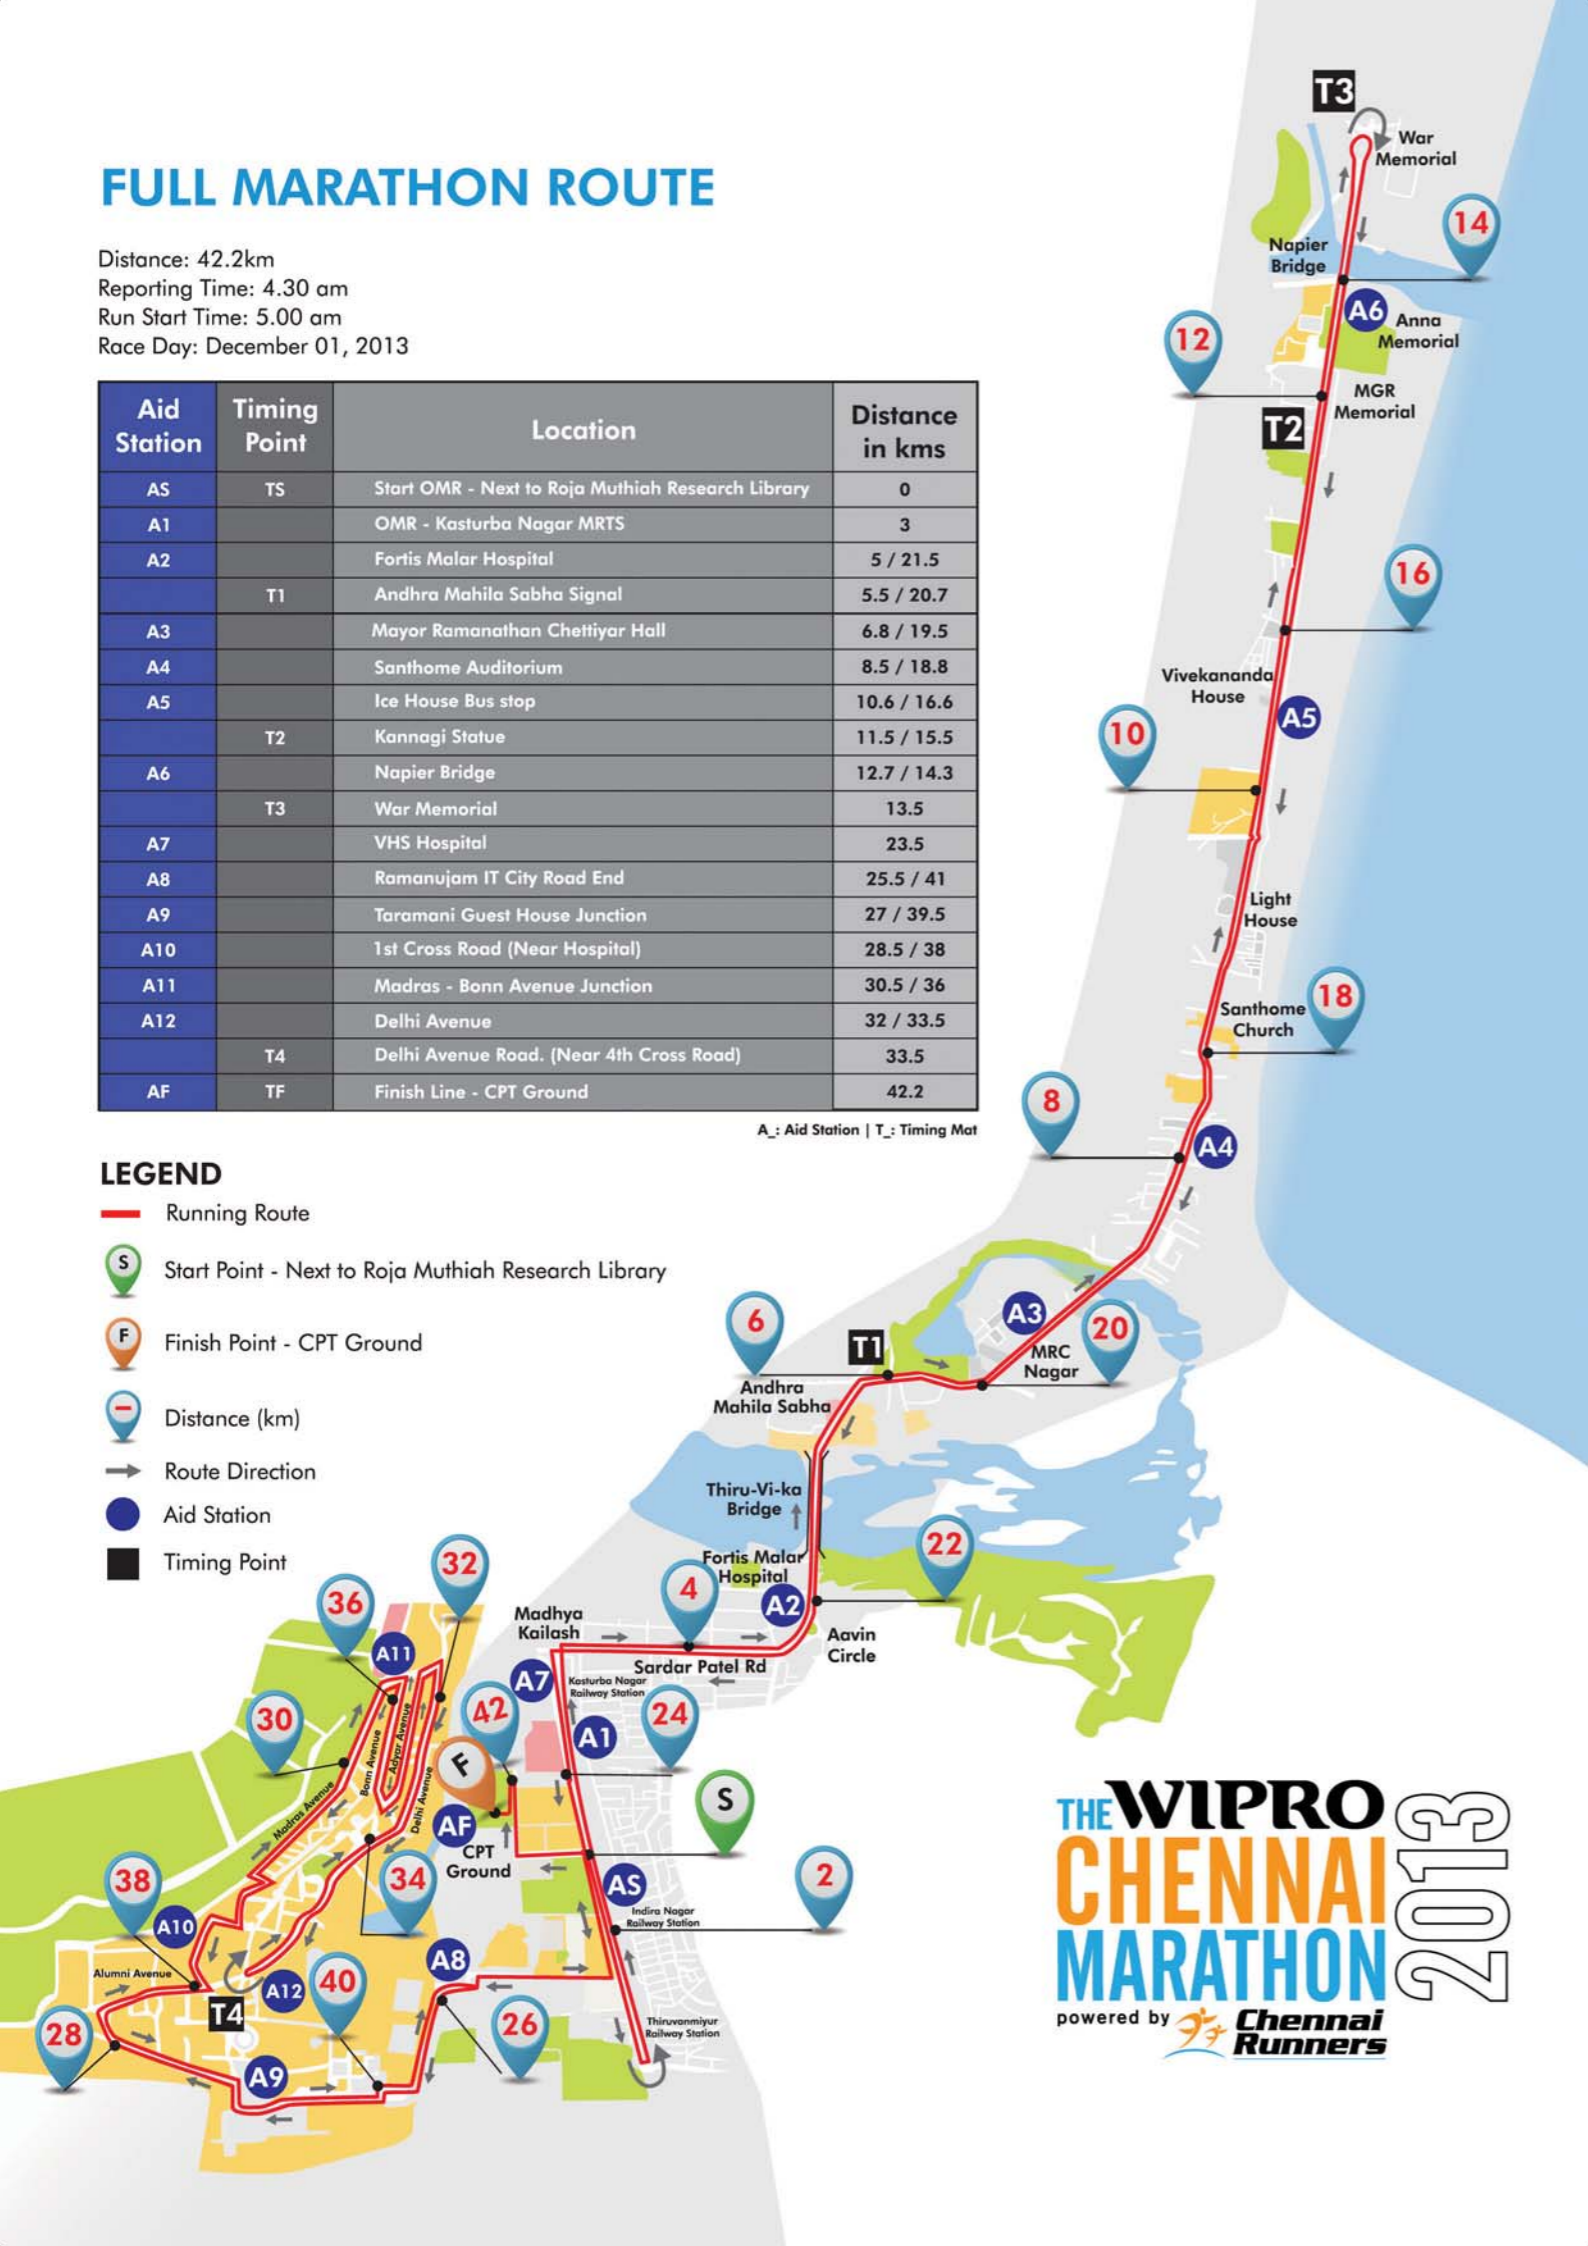 FULL MARATHON ROUTE
Distance: 42.2km
Reporting Time: 4.30 am
Run Start Time: 5.00 am
Race Day: December 01, 2013
Aid Station Timing Point Location Distance in kms
AS TS Start OMR - Next to Roja Muthiah Research Library 0
A1 OMR - Kasturba Nagar MRTS 3
A2 Fortis Malar Hospital 5 / 21.5
T1 Andhra Mahila Sabha Signal 5.5 / 20.7
A3 Mayor Ramanathan Chettiyar Hall 6.8 / 19.5
A4 Santhome Auditorium 8.5 / 18.8
A5 Ice House Bus stop 10.6 / 16.6
T2 Kannagi Statue 11.5 / 15.5
A6 Napier Bridge 12.7 / 14.3
T3 War Memorial 13.5
A7 VHS Hospital 23.5
A8 Ramanujam IT City Road End 25.5 / 41
A9 Taramani Guest House Junction 27 / 39.5
A10 1st Cross Road (Near Hospital) 28.5 / 38
A11 Madras - Bonn Avenue Junction 30.5 / 36
A12 Delhi Avenue 32 / 33.5
T4 Delhi Avenue Road. (Near 4th Cross Road) 33.5
AF TF Finish Line - CPT Ground 42.2
A_: Aid Station | T_: Timing Mat
LEGEND
Running Route
S Start Point - Next to Roja Muthiah Research Library
F Finish Point - CPT Ground
Distance (km)
Route Direction
Aid Station
Timing Point
T3
War
Memorial
14
Napier
Bridge
A6
Anna
Memorial
12
MGR
Memorial
T2
16
Vivekananda
House
A5
10
Light
House
18
Santhome
Church
8
A4
A3
6
20
T1
MRC
Nagar
Andhra
Mahila Sabha
Thiru-Vi-ka
Bridge
22
Fortis Malar
Hospital
4
A2
Aavin
Circle
Madhya
Kailash
Sardar Patel Rd
32
36
A11
A7
Kasturba Nagar
Railway Station
42
24
30
A1
Bonn Avenue
Adyar Avenue
Madras Avenue
Delhi Avenue
F
S
AF
CPT
Ground
38
34
AS
2
Indira Nagar
Railway Station
A10
A8
Alumni Avenue
A12
40
T4
28
26
Thiruvanmiyur
Railway Station
A9
THE WIPRO
CHENNAI
MARATHON
2013
powered by Chennai
Runners